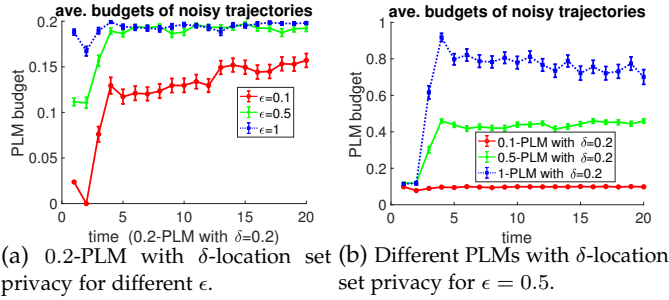 ave. budgets of noisy trajectories
PLM budget
0.2
0.15
0.1
0.05
0
ϵ=0.1
ϵ=0.5
ϵ=1
0 5 10 15 20
time (0.2-PLM with δ=0.2)
(a) 0.2-PLM with δ-location set
privacy for different ϵ.
ave. budgets of noisy trajectories
PLM budget
1
0.8
0.6
0.4
0.2
0
0.1-PLM with δ=0.2
0.5-PLM with δ=0.2
1-PLM with δ=0.2
0 5 10 15 20
time
(b) Different PLMs with δ-location
set privacy for ϵ = 0.5.